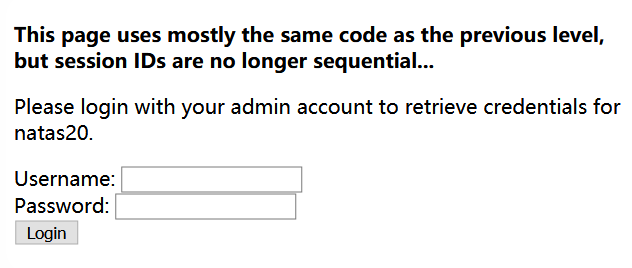 This page uses mostly the same code as the previous level,
but session IDs are no longer sequential...
Please login with your admin account to retrieve credentials for
natas20.
Username:
Password:
Login